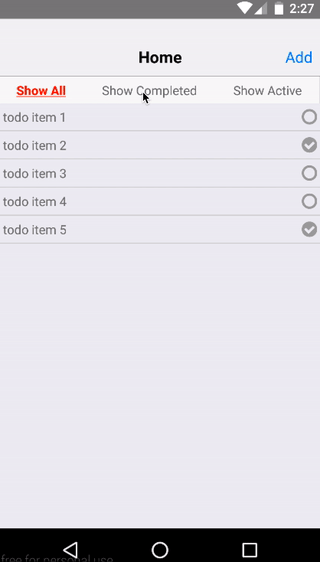 2:27
Home Add
Show All Show Completed Show Active
todo item 1
todo item 2
todo item 3
todo item 4
todo item 5
free for personal use